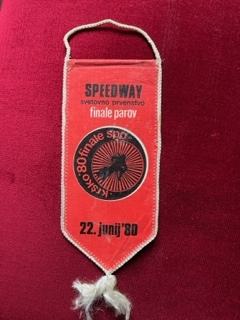 SPEEDWAY
svetovno prvenstvo
finale parov
krško '80 finale spp
22. junij '80